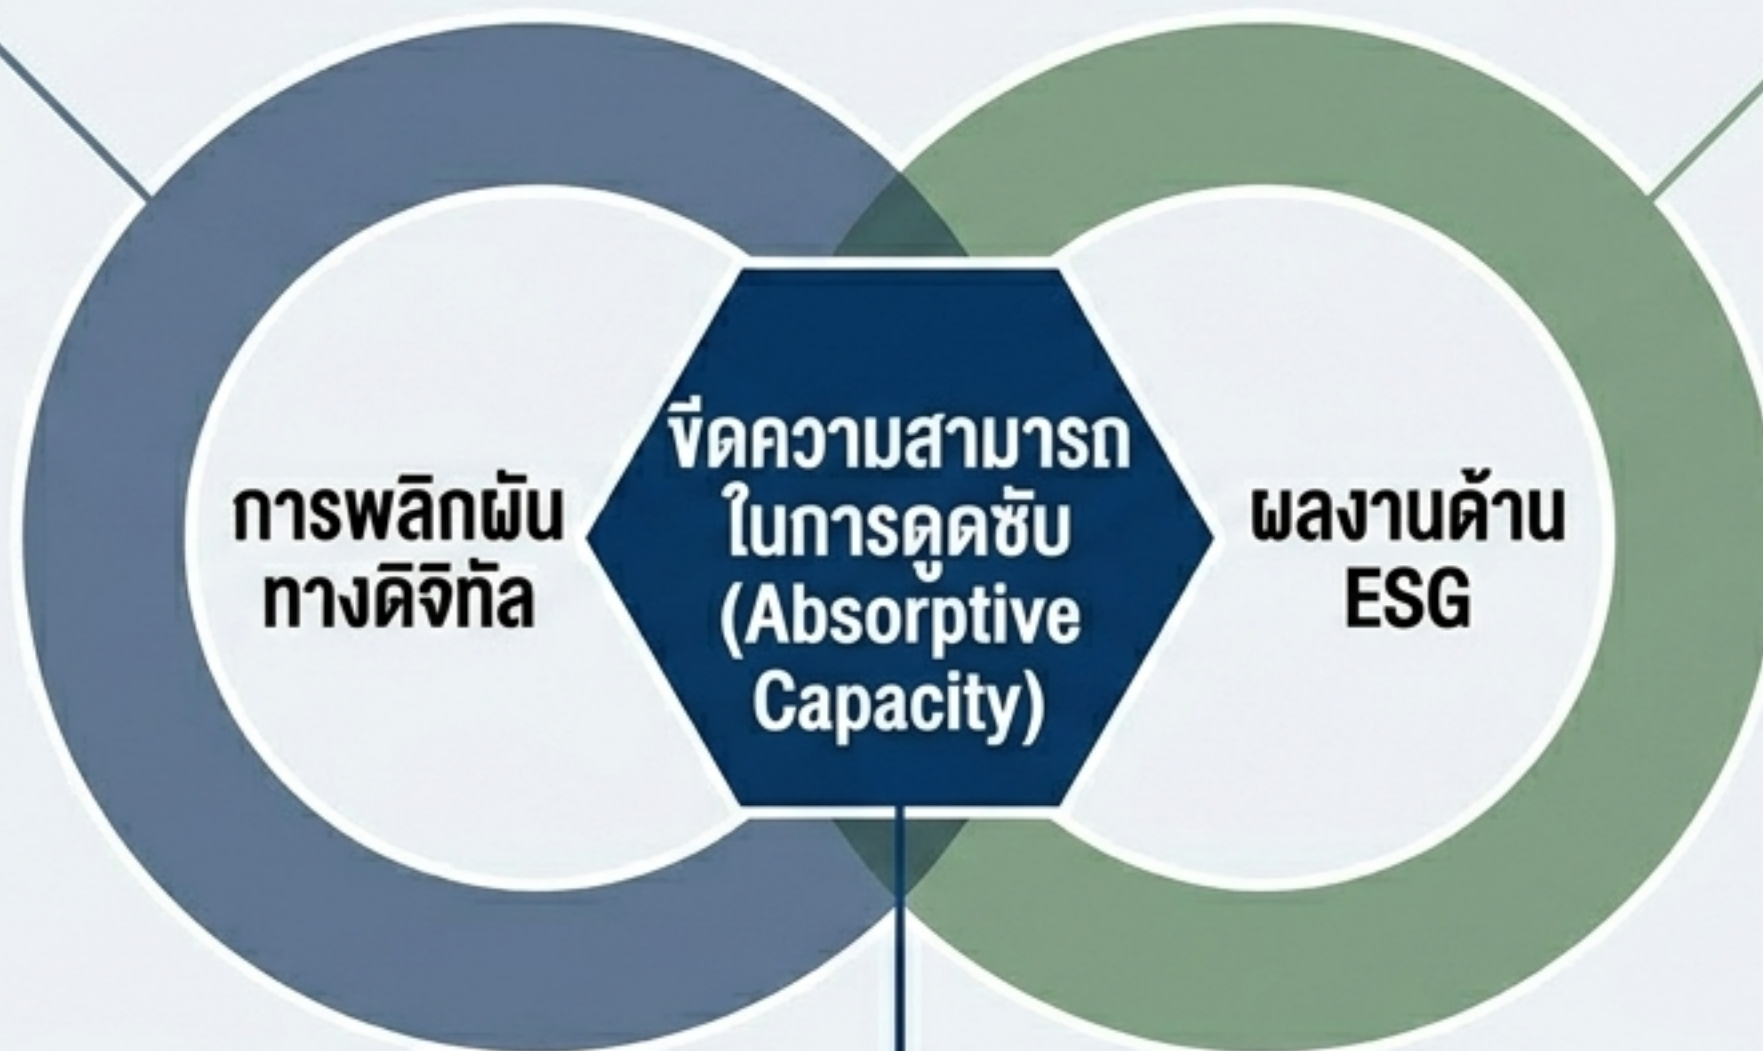 การพลิกผัน
ทางดิจิทัล
ขีดความสามารถ
ในการดูดซับ
(Absorptive
Capacity)
ผลงานด้าน
ESG